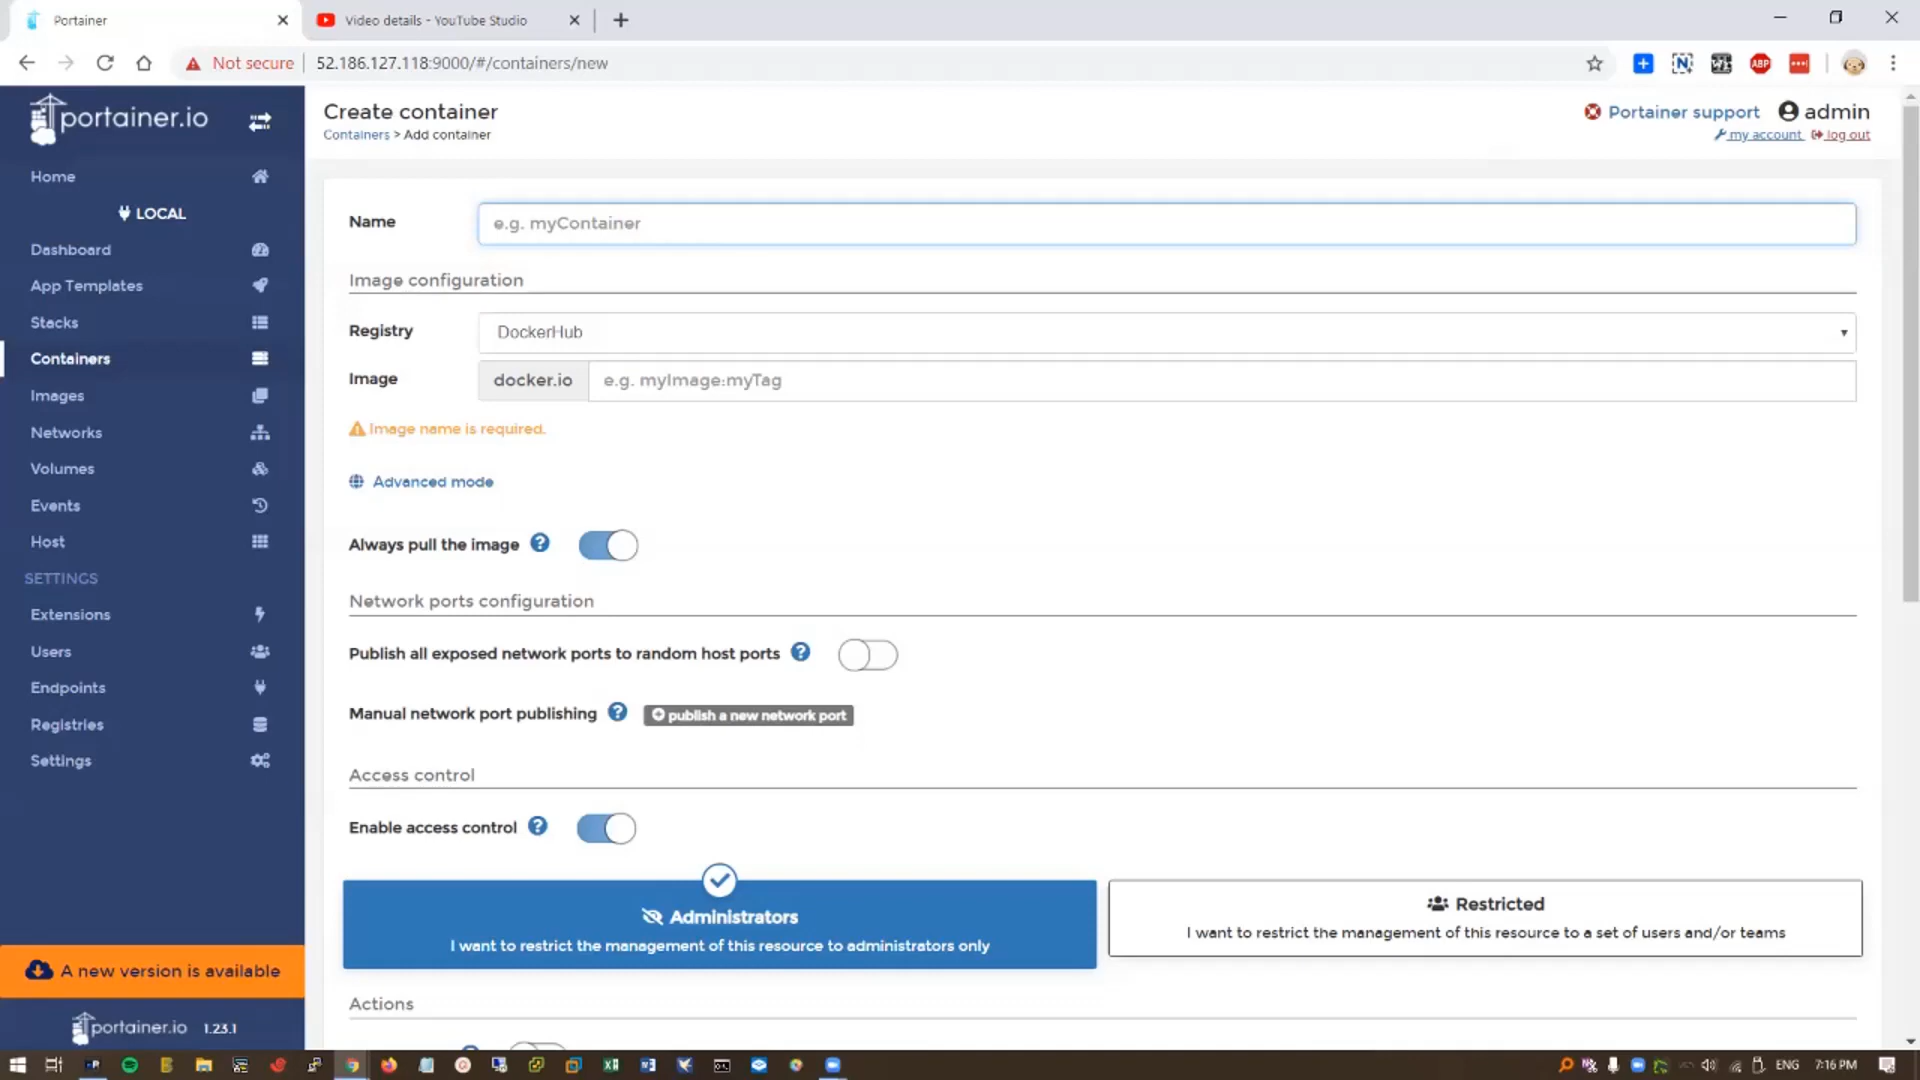 Portainer
Video details - YouTube Studio
Not secure
52.186.127.118:9000/#/containers/new
ABP
portainer.io
Create container
Containers > Add container
Portainer support
admin
my account
log out
Home
LOCAL
Dashboard
App Templates
Stacks
Containers
Images
Networks
Volumes
Events
Host
SETTINGS
Extensions
Users
Endpoints
Registries
Settings
A new version is available
portainer.io 1.23.1
Name
e.g. myContainer
Image configuration
Registry
DockerHub
Image
docker.io
e.g. myImage:myTag
Image name is required.
Advanced mode
Always pull the image
Network ports configuration
Publish all exposed network ports to random host ports
Manual network port publishing
publish a new network port
Access control
Enable access control
Administrators
I want to restrict the management of this resource to administrators only
Restricted
I want to restrict the management of this resource to a set of users and/or teams
Actions
ENG
7:16 PM